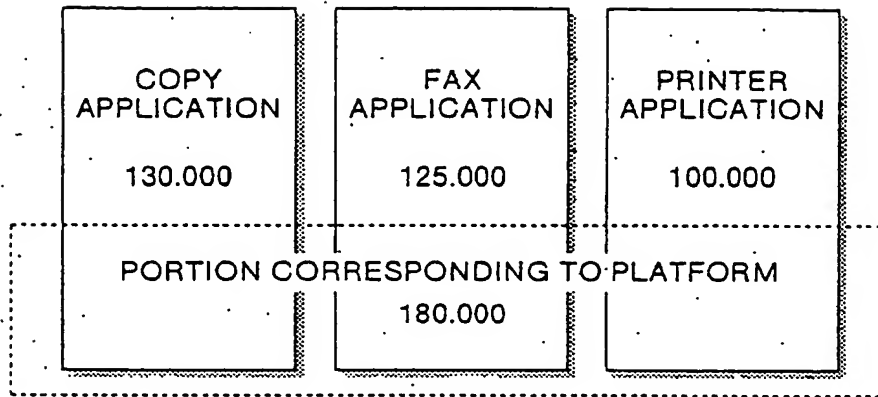 COPY
APPLICATION
130.000
FAX
APPLICATION
125.000
PRINTER
APPLICATION
100.000
PORTION CORRESPONDING TO PLATFORM
180.000